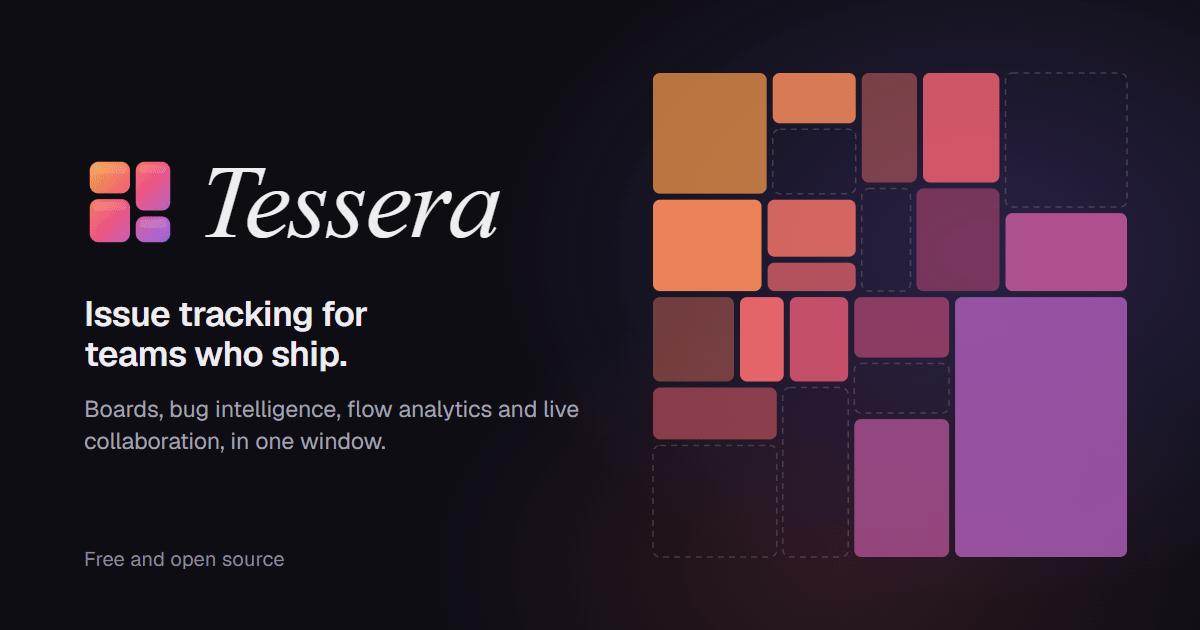 Tessera
Issue tracking for
teams who ship.
Boards, bug intelligence, flow analytics and live
collaboration, in one window.
Free and open source